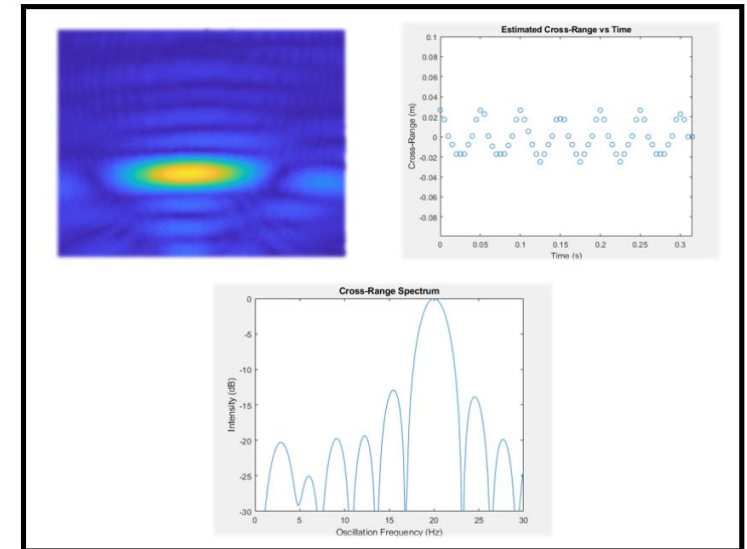 Estimated Cross-Range vs Time
0.1
0.08
0.06
0.04
0.02
0
-0.02
-0.04
-0.06
-0.08
Cross-Range (m)
0 0.05 0.1 0.15 0.2 0.25 0.3
Time (s)
Cross-Range Spectrum
0
-5
-10
-15
-20
-25
-30
Intensity (dB)
0 5 10 15 20 25 30
Oscillation Frequency (Hz)